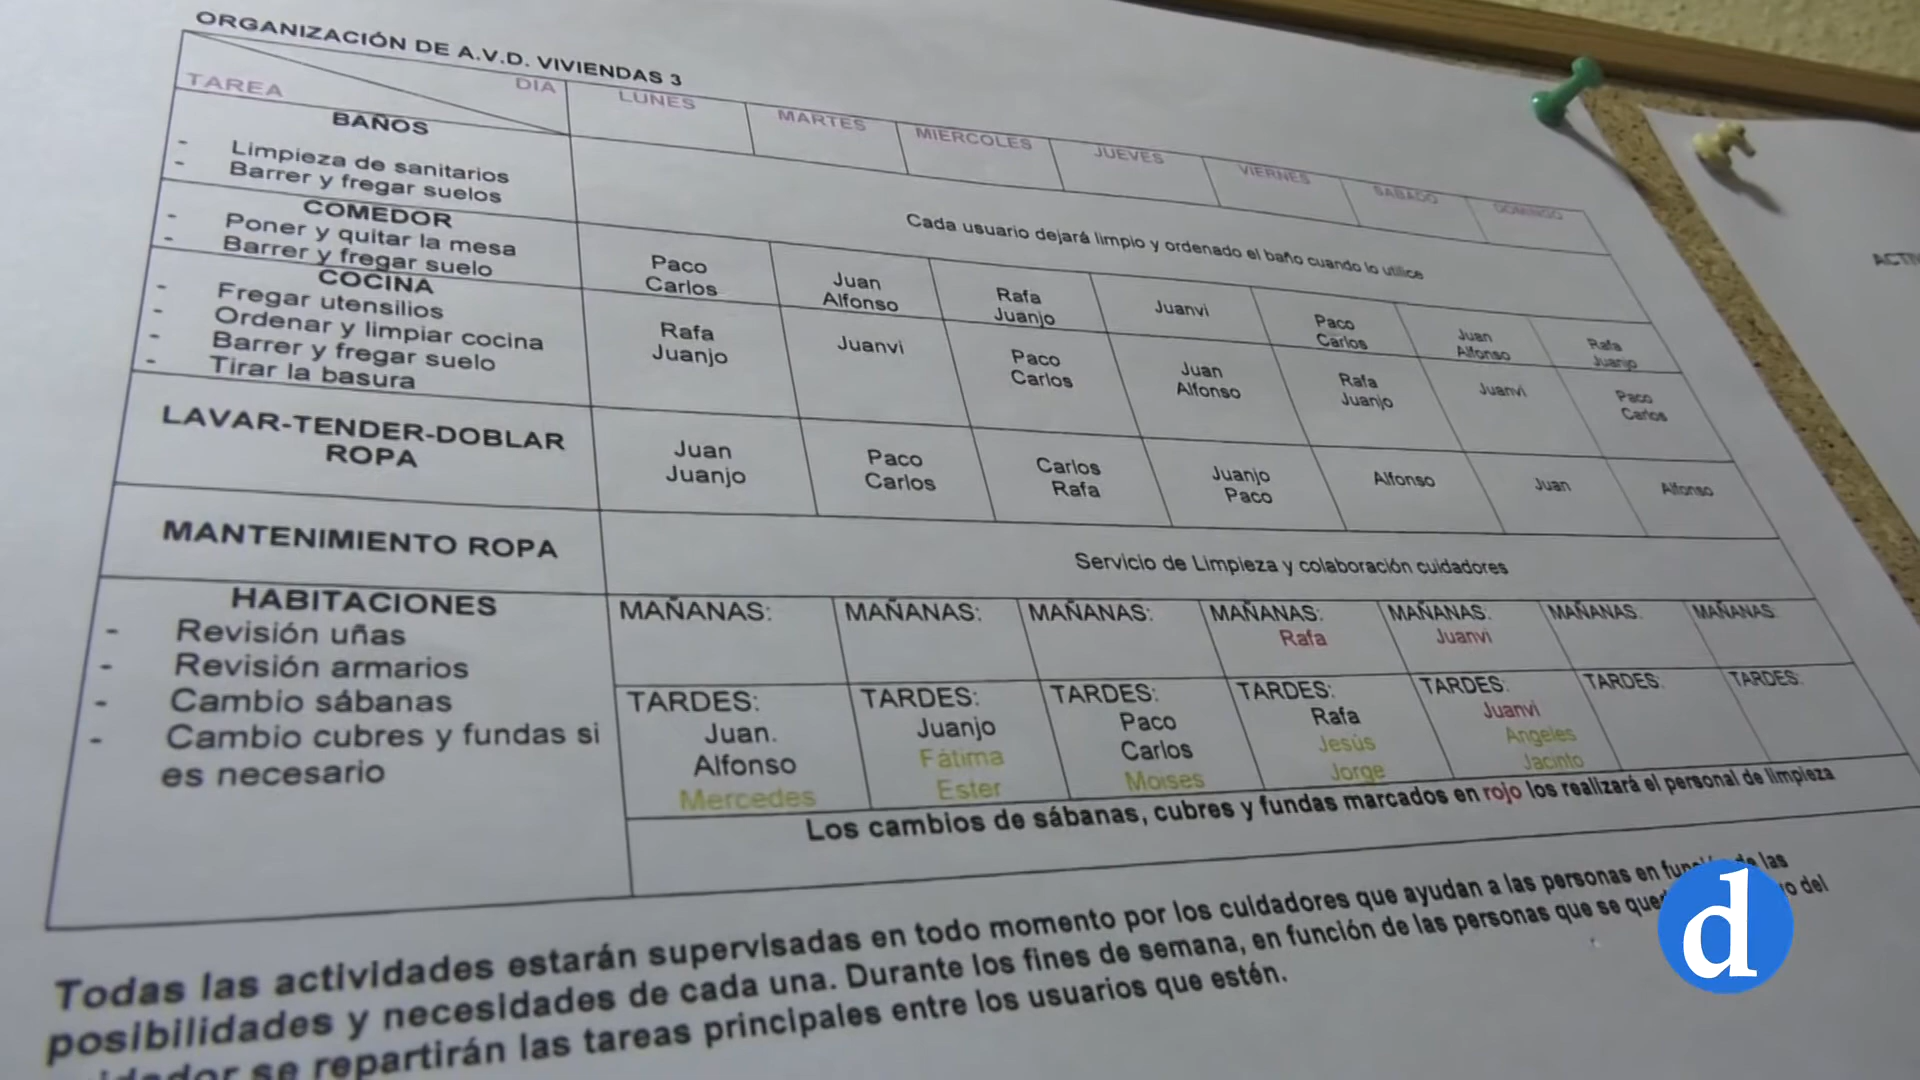 ORGANIZACIÓN DE A.V.D. VIVIENDAS 3
TAREA DIA LUNES MARTES MIERCOLES JUEVES VIERNES SABADO DOMINGO
BAÑOS
- Limpieza de sanitarios
- Barrer y fregar suelos
Cada usuario dejará limpio y ordenado el baño cuando lo utilice
COMEDOR
- Poner y quitar la mesa
- Barrer y fregar suelo
Paco Juan Rafa Juanvi Paco Juan Rafa
Carlos Alfonso Juanjo Carlos Alfonso Juanjo
COCINA
- Fregar utensilios
- Ordenar y limpiar cocina
- Barrer y fregar suelo
- Tirar la basura
Rafa Juanvi Paco Juan Rafa Juanvi Paco
Juanjo Carlos Alfonso Juanjo Carlos
LAVAR-TENDER-DOBLAR
ROPA
Juan Paco Carlos Juanjo Alfonso Juan Alfonso
Juanjo Carlos Rafa Paco
MANTENIMIENTO ROPA
Servicio de Limpieza y colaboración cuidadores
HABITACIONES
- Revisión uñas
- Revisión armarios
- Cambio sábanas
- Cambio cubres y fundas si
es necesario
MAÑANAS: MAÑANAS: MAÑANAS: MAÑANAS: MAÑANAS: MAÑANAS: MAÑANAS:
Rafa Juanvi
TARDES: TARDES: TARDES: TARDES: TARDES: TARDES: TARDES:
Juan. Juanjo Paco Rafa Juanvi
Alfonso Fátima Carlos Jesús Angeles
Mercedes Ester Moises Jorge Jacinto
Los cambios de sábanas, cubres y fundas marcados en rojo los realizará el personal de limpieza
Todas las actividades estarán supervisadas en todo momento por los cuidadores que ayudan a las personas en de las
posibilidades y necesidades de cada una. Durante los fines de semana, en función de las personas que se del
se repartirán las tareas principales entre los usuarios que estén.
d